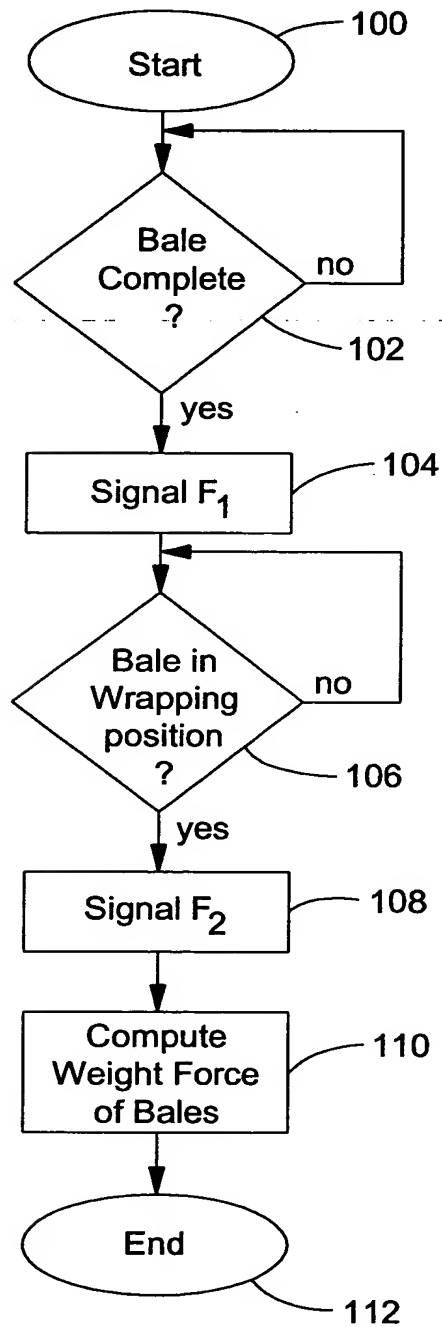 100
Start
Bale
Complete
?
no
102
yes
104
Signal F1
Bale in
Wrapping
position
?
no
106
yes
108
Signal F2
Compute
Weight Force
of Bales
110
End
112